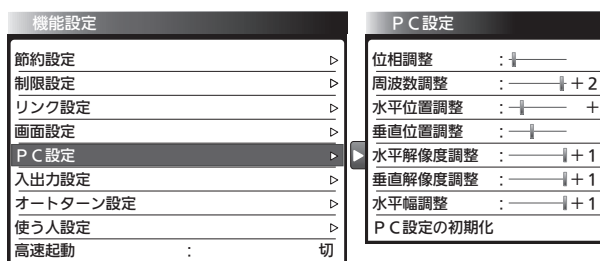 機能設定
節約設定
制限設定
リンク設定
画面設定
PC設定
入出力設定
オートターン設定
使う人設定
高速起動 : 切
PC設定
位相調整 :
周波数調整 : +2
水平位置調整 : +
垂直位置調整 :
水平解像度調整 : +1
垂直解像度調整 : +1
水平幅調整 : +1
PC設定の初期化